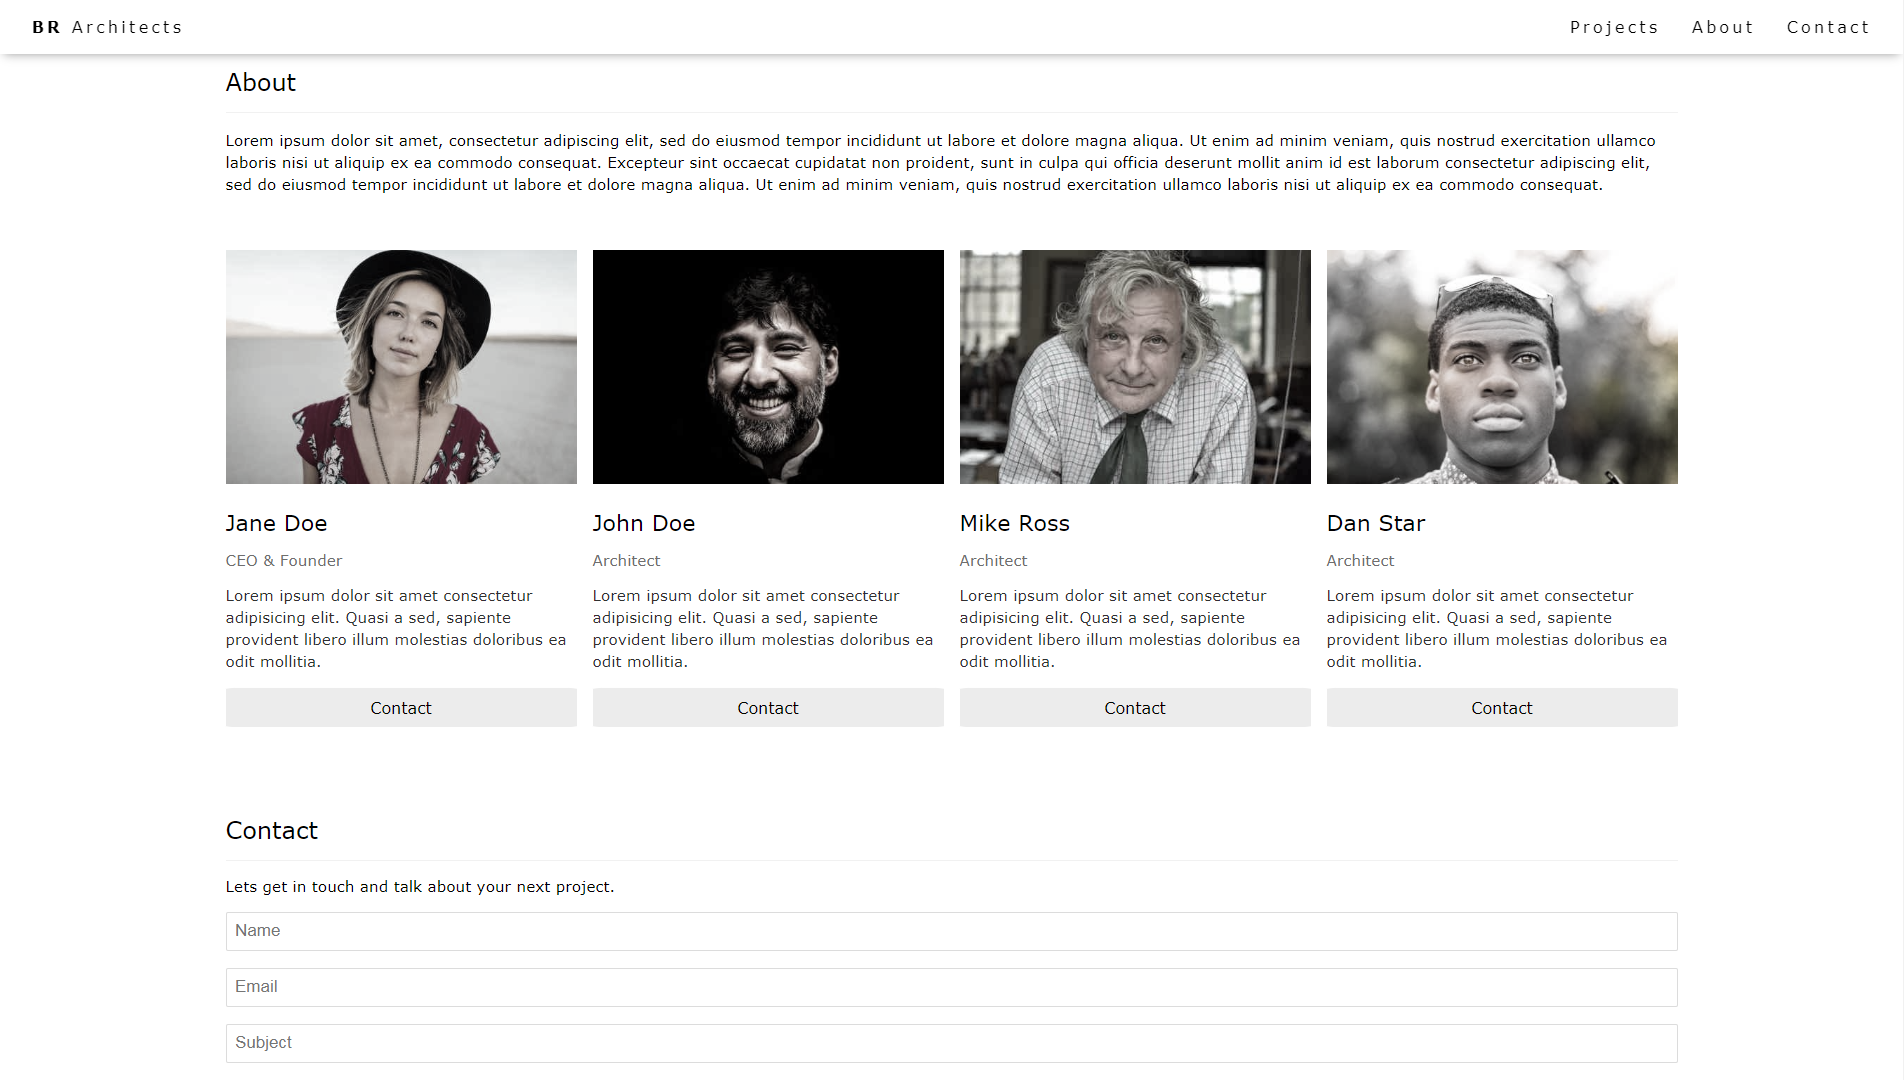 BR Architects
Projects About Contact
About
Lorem ipsum dolor sit amet, consectetur adipiscing elit, sed do eiusmod tempor incididunt ut labore et dolore magna aliqua. Ut enim ad minim veniam, quis nostrud exercitation ullamco
laboris nisi ut aliquip ex ea commodo consequat. Excepteur sint occaecat cupidatat non proident, sunt in culpa qui officia deserunt mollit anim id est laborum consectetur adipiscing elit,
sed do eiusmod tempor incididunt ut labore et dolore magna aliqua. Ut enim ad minim veniam, quis nostrud exercitation ullamco laboris nisi ut aliquip ex ea commodo consequat.
Jane Doe
CEO & Founder
Lorem ipsum dolor sit amet consectetur
adipisicing elit. Quasi a sed, sapiente
provident libero illum molestias doloribus ea
odit mollitia.
Contact
John Doe
Architect
Lorem ipsum dolor sit amet consectetur
adipisicing elit. Quasi a sed, sapiente
provident libero illum molestias doloribus ea
odit mollitia.
Contact
Mike Ross
Architect
Lorem ipsum dolor sit amet consectetur
adipisicing elit. Quasi a sed, sapiente
provident libero illum molestias doloribus ea
odit mollitia.
Contact
Dan Star
Architect
Lorem ipsum dolor sit amet consectetur
adipisicing elit. Quasi a sed, sapiente
provident libero illum molestias doloribus ea
odit mollitia.
Contact
Contact
Lets get in touch and talk about your next project.
Name
Email
Subject